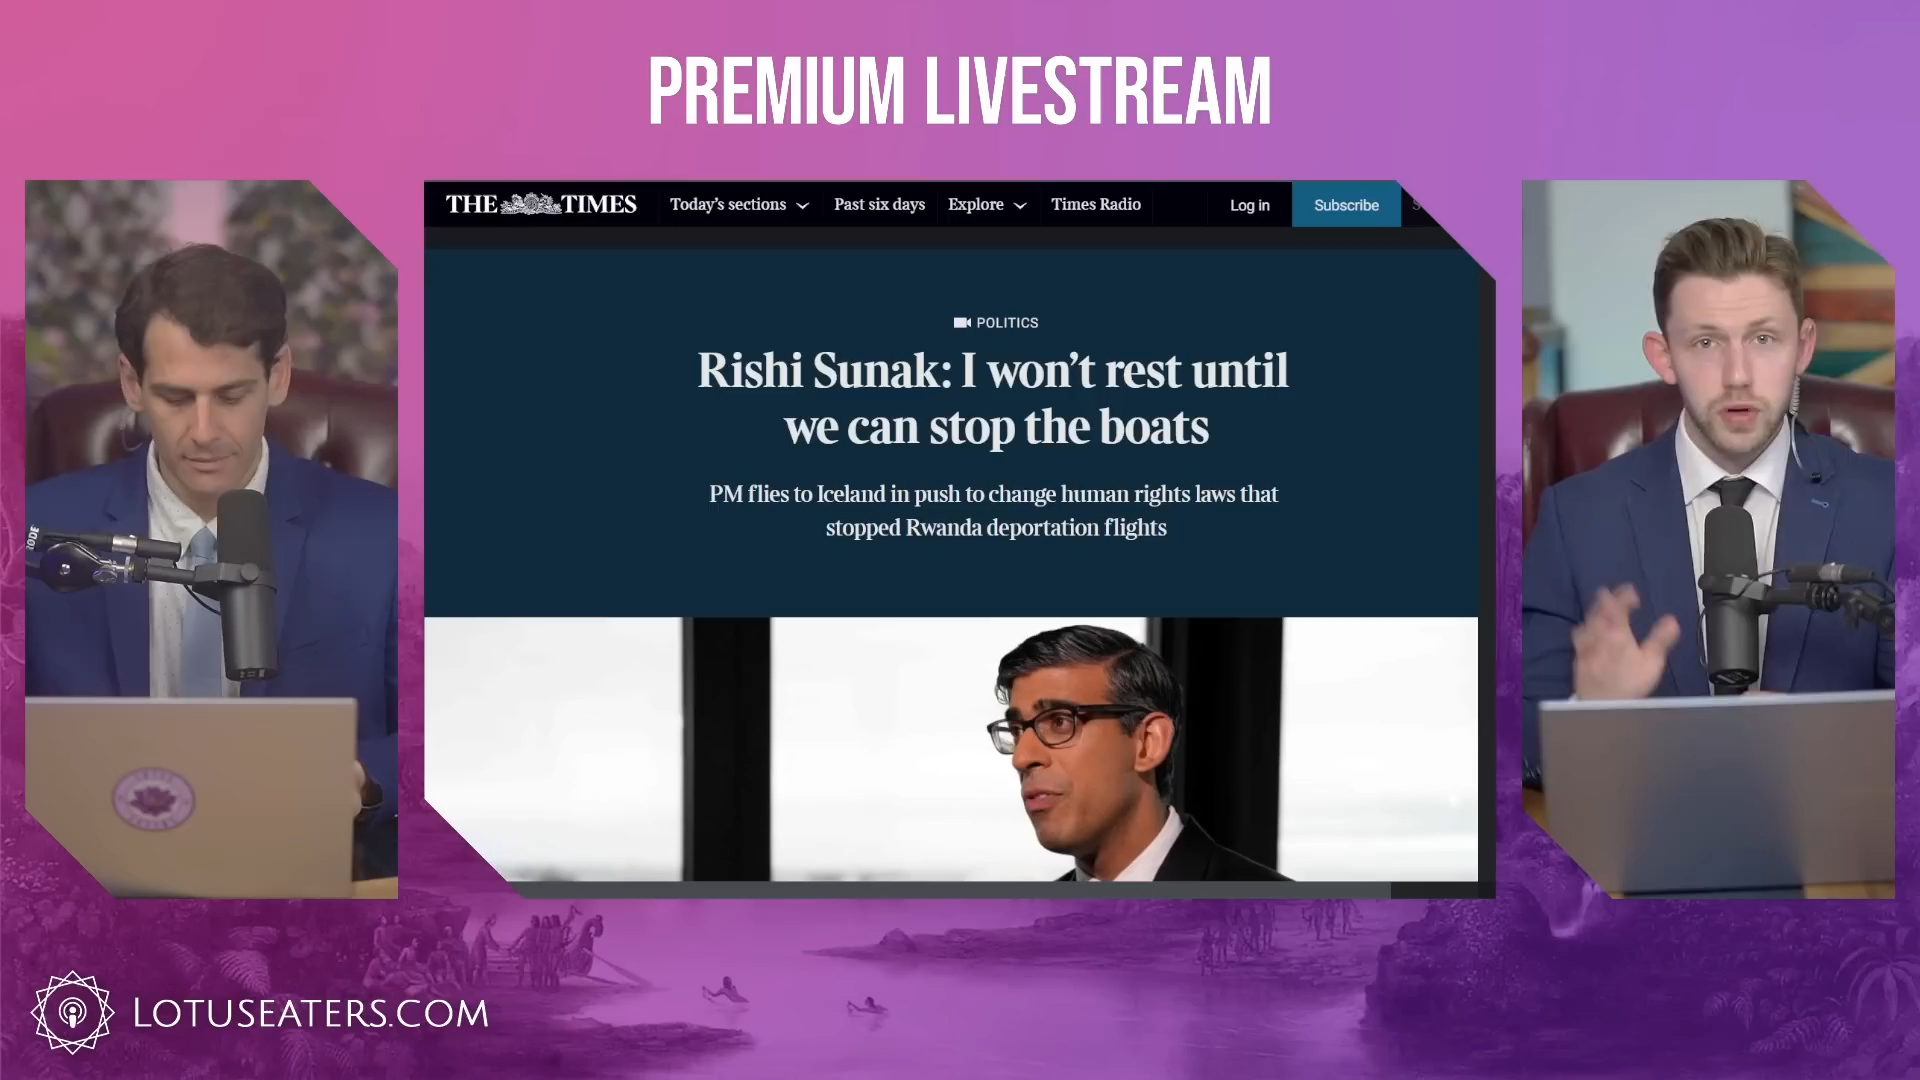 PREMIUM LIVESTREAM
THE TIMES
Today's sections
Past six days
Explore
Times Radio
Log in
Subscribe
POLITICS
Rishi Sunak: I won't rest until
we can stop the boats
PM flies to Iceland in push to change human rights laws that
stopped Rwanda deportation flights
RODE
LOTUSEATERS.COM